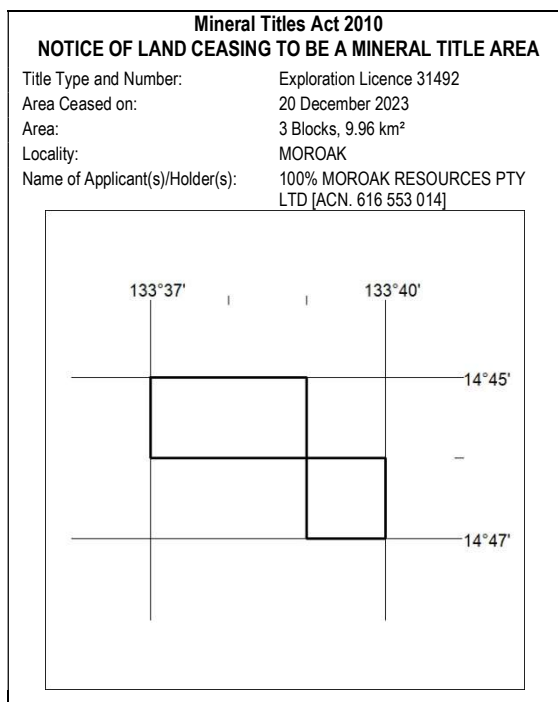 Mineral Titles Act 2010
NOTICE OF LAND CEASING TO BE A MINERAL TITLE AREA
Title Type and Number: Exploration Licence 31492
Area Ceased on: 20 December 2023
Area: 3 Blocks, 9.96 km²
Locality: MOROAK
Name of Applicant(s)/Holder(s): 100% MOROAK RESOURCES PTY
LTD [ACN. 616 553 014]
133°37' 133°40'
14°45'
14°47'